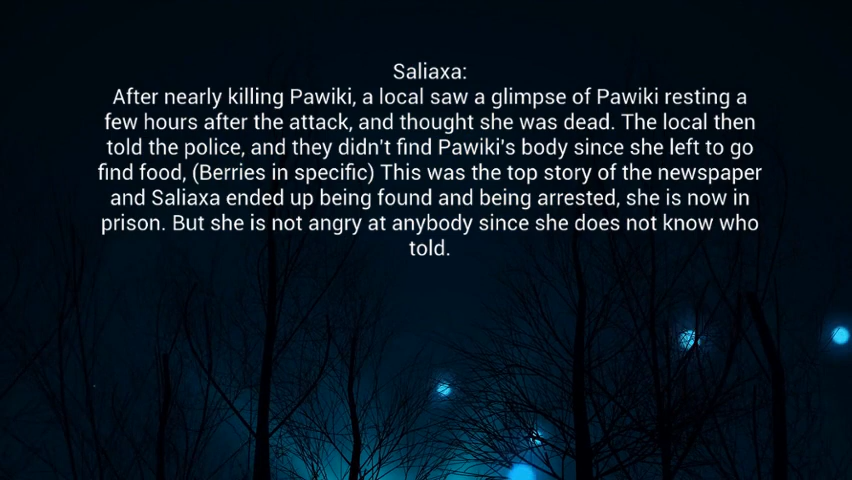 Saliaxa:
After nearly killing Pawiki, a local saw a glimpse of Pawiki resting a
few hours after the attack, and thought she was dead. The local then
told the police, and they didn't find Pawiki's body since she left to go
find food, (Berries in specific) This was the top story of the newspaper
and Saliaxa ended up being found and being arrested, she is now in
prison. But she is not angry at anybody since she does not know who
told.